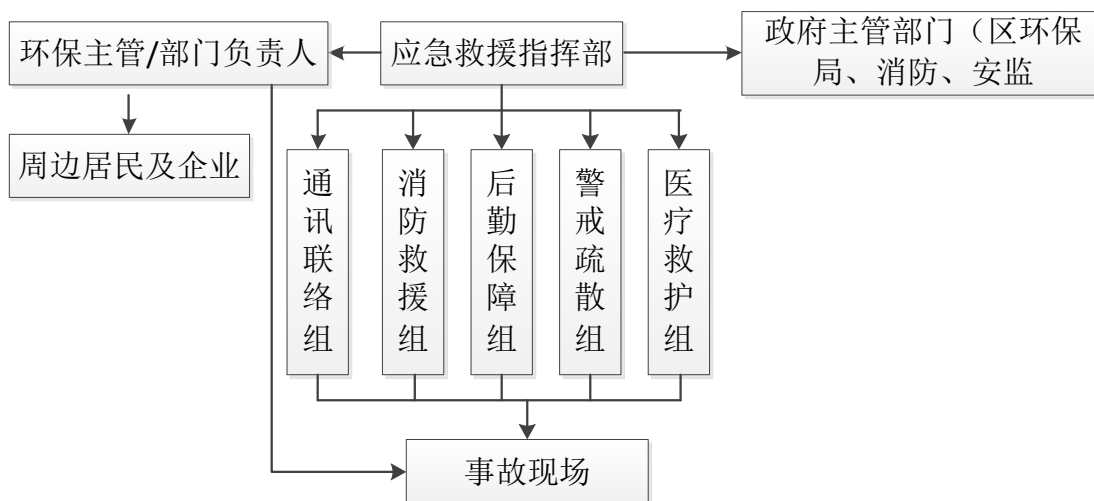 环保主管/部门负责人
应急救援指挥部
政府主管部门（区环保
局、消防、安监
周边居民及企业
通讯联络组
消防救援组
后勤保障组
警戒疏散组
医疗救护组
事故现场